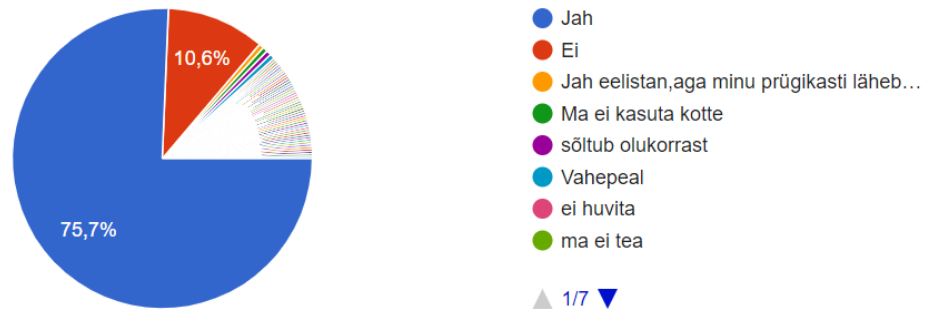 10,6%
75,7%
Jah
Ei
Jah eelistan,aga minu prügikasti läheb…
Ma ei kasuta kotte
sõltub olukorrast
Vahepeal
ei huvita
ma ei tea
1/7